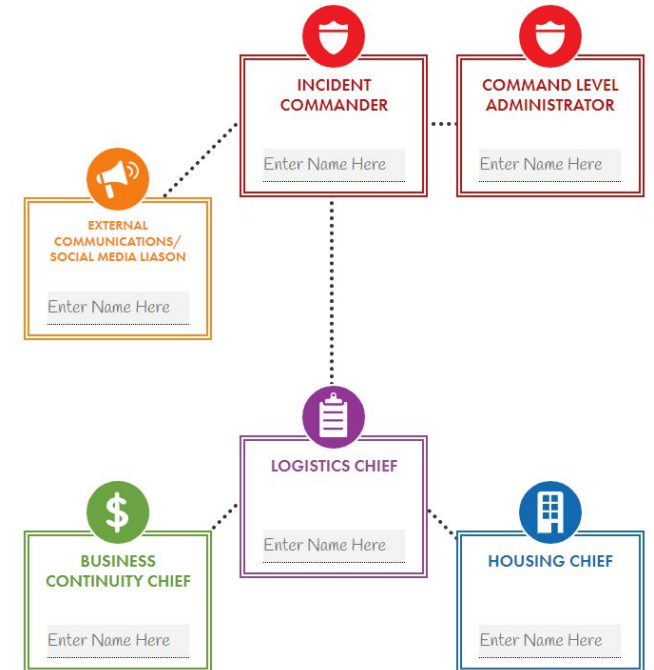 INCIDENT
COMMANDER
Enter Name Here
COMMAND LEVEL
ADMINISTRATOR
Enter Name Here
EXTERNAL
COMMUNICATIONS/
SOCIAL MEDIA LIASON
Enter Name Here
LOGISTICS CHIEF
Enter Name Here
BUSINESS
CONTINUITY CHIEF
Enter Name Here
HOUSING CHIEF
Enter Name Here